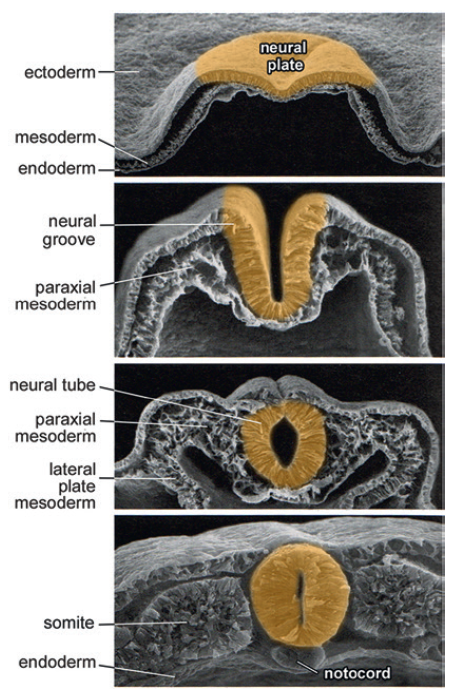 neural
plate
ectoderm
mesoderm
endoderm
neural
groove
paraxial
mesoderm
neural tube
paraxial
mesoderm
lateral
plate
mesoderm
somite
endoderm
notocord